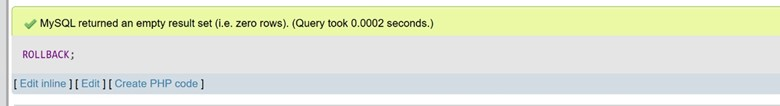 MySQL returned an empty result set (i.e. zero rows). (Query took 0.0002 seconds.)
ROLLBACK;
[ Edit inline ] [ Edit ] [ Create PHP code ]